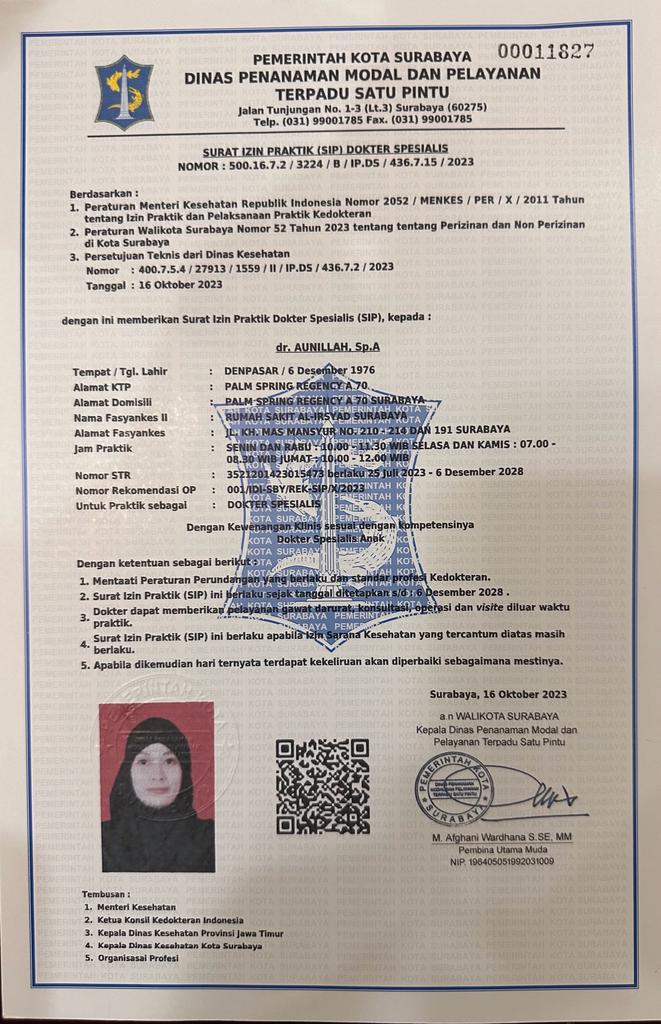 00011827
PEMERINTAH KOTA SURABAYA
DINAS PENANAMAN MODAL DAN PELAYANAN
TERPADU SATU PINTU
Jalan Tunjungan No. 1-3 (Lt.3) Surabaya (60275)
Telp. (031) 99001785 Fax. (031) 99001785
SURAT IZIN PRAKTIK (SIP) DOKTER SPESIALIS
NOMOR : 500.16.7.2 / 3224 / B / IP.DS / 436.7.15 / 2023
Berdasarkan :
1. Peraturan Menteri Kesehatan Republik Indonesia Nomor 2052 / MENKES / PER / X / 2011 Tahun
tentang Izin Praktik dan Pelaksanaan Praktik Kedokteran
2. Peraturan Walikota Surabaya Nomor 52 Tahun 2023 tentang tentang Perizinan dan Non Perizinan
di Kota Surabaya
3. Persetujuan Teknis dari Dinas Kesehatan
Nomor : 400.7.5.4 / 27913 / 1559 / II / IP.DS / 436.7.2 / 2023
Tanggal : 16 Oktober 2023
dengan ini memberikan Surat Izin Praktik Dokter Spesialis (SIP), kepada :
dr. AUNILLAH, Sp.A
Tempat / Tgl. Lahir : DENPASAR / 6 Desember 1976
Alamat KTP : PALM SPRING REGENCY A 70
Alamat Domisili : PALM SPRING REGENCY A 70 SURABAYA
Nama Fasyankes II : RUMAH SAKIT AL-IRSYAD SURABAYA
Alamat Fasyankes : JL. KH. MAS MANSYUR NO. 210 - 214 DAN 191 SURABAYA
Jam Praktik : SENIN DAN RABU : 10.00 - 11.30 WIB SELASA DAN KAMIS : 07.00 -
08.30 WIB JUMAT : 10.00 - 12.00 WIB
Nomor STR : 3521201423015473 berlaku 25 Juli 2023 - 6 Desember 2028
Nomor Rekomendasi OP : 001/IDI-SBY/REK-SIP/X/2023
Untuk Praktik sebagai : DOKTER SPESIALIS
Dengan Kewenangan Klinis sesuai dengan kompetensinya
Dokter Spesialis Anak
Dengan ketentuan sebagai berikut :
1. Mentaati Peraturan Perundangan yang berlaku dan standar profesi Kedokteran.
2. Surat Izin Praktik (SIP) ini berlaku sejak tanggal ditetapkan s/d : 6 Desember 2028 .
3. Dokter dapat memberikan pelayanan gawat darurat, konsultasi, operasi dan visite diluar waktu
praktik.
4. Surat Izin Praktik (SIP) ini berlaku apabila Izin Sarana Kesehatan yang tercantum diatas masih
berlaku.
5. Apabila dikemudian hari ternyata terdapat kekeliruan akan diperbaiki sebagaimana mestinya.
Surabaya, 16 Oktober 2023
a.n WALIKOTA SURABAYA
Kepala Dinas Penanaman Modal dan
Pelayanan Terpadu Satu Pintu
PEMERINTAH KOTA
DINAS PENANAMAN
MODAL DAN PELAYANAN
TERPADU SATU PINTU
SURABAYA
M. Afghani Wardhana S.SE, MM
Pembina Utama Muda
NIP. 196405051992031009
Tembusan :
1. Menteri Kesehatan
2. Ketua Konsil Kedokteran Indonesia
3. Kepala Dinas Kesehatan Provinsi Jawa Timur
4. Kepala Dinas Kesehatan Kota Surabaya
5. Organisasai Profesi